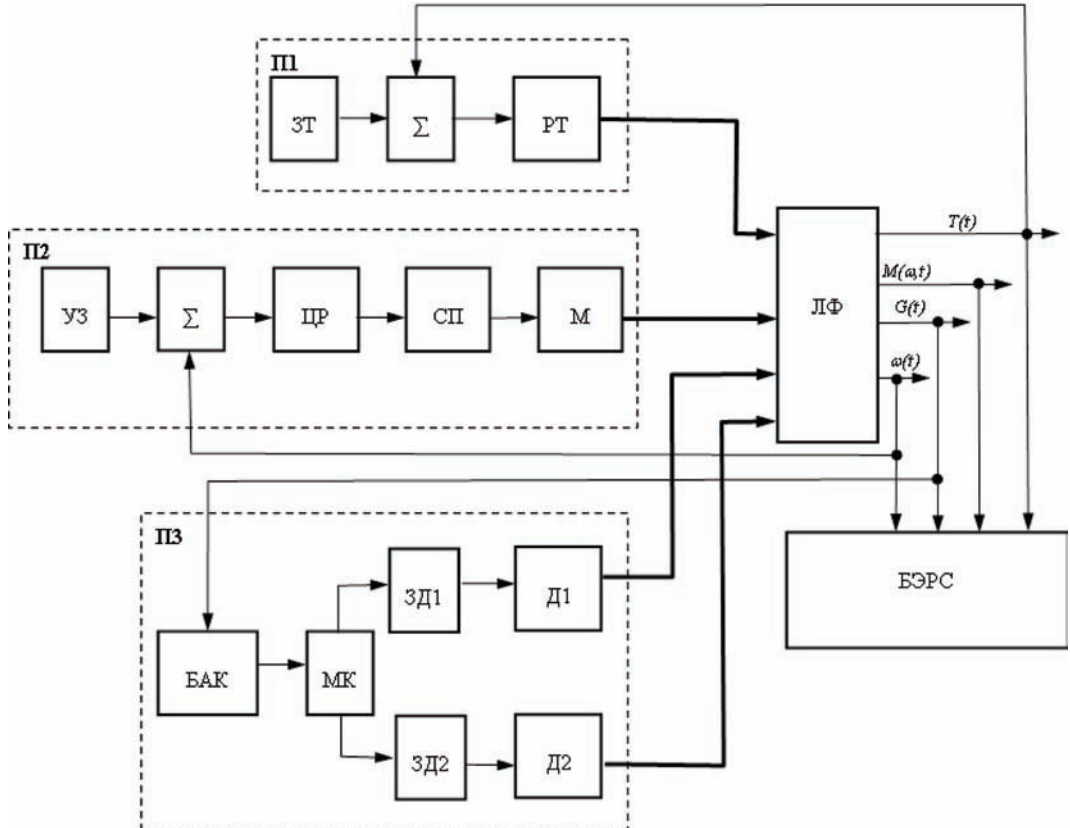 П1
ЗТ
Σ
РТ
П2
УЗ
Σ
ЦР
СП
М
ЛФ
T(t)
M(ω,t)
G(t)
ω(t)
П3
БАК
МК
ЗД1
Д1
ЗД2
Д2
БЭРС